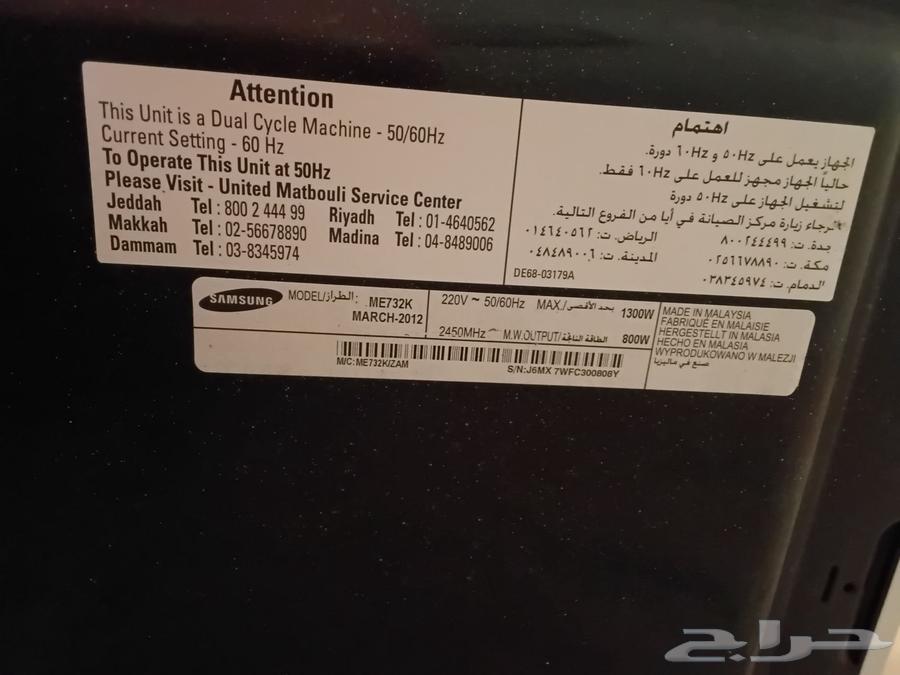 Attention
This Unit is a Dual Cycle Machine - 50/60Hz
Current Setting - 60 Hz
To Operate This Unit at 50Hz
Please Visit - United Matbouli Service Center
Jeddah Tel : 800 2 444 99 Riyadh Tel : 01-4640562
Makkah Tel : 02-56678890 Madina Tel : 04-8489006
Dammam Tel : 03-8345974
اهتمام
الجهاز يعمل على ٥٠Hz و ٦٠Hz دورة.
حالياً الجهاز مجهز للعمل على ٦٠Hz فقط.
لتشغيل الجهاز على ٥٠Hz دورة
الرجاء زيارة مركز الصيانة في أيا من الفروع التالية.
جدة. ت: ٨٠٠٢٤٤٤٩٩ الرياض. ت: ٠١٤٦٤٠٥٦٢
مكة. ت: ٠٢٥٦٦٧٨٨٩٠ المدينة. ت: ٠٤٨٤٨٩٠٠٦
الدمام. ت: ٠٣٨٣٤٥٩٧٤
DE68-03179A
SAMSUNG
MODEL/الطراز: ME732K
MARCH-2012
220V ~ 50/60Hz MAX./بحد الأقصى 1300W
2450MHz M.W.OUTPUT/الطاقة الناتجة 800W
M/C:ME732K/ZAM
S/N:J6MX 7WFC300808Y
MADE IN MALAYSIA
FABRIQUÉ EN MALAISIE
HERGESTELLT IN MALASIA
HECHO EN MALASIA
WYPRODUKOWANO W MALEZJI
صنع في ماليزيا
حراج